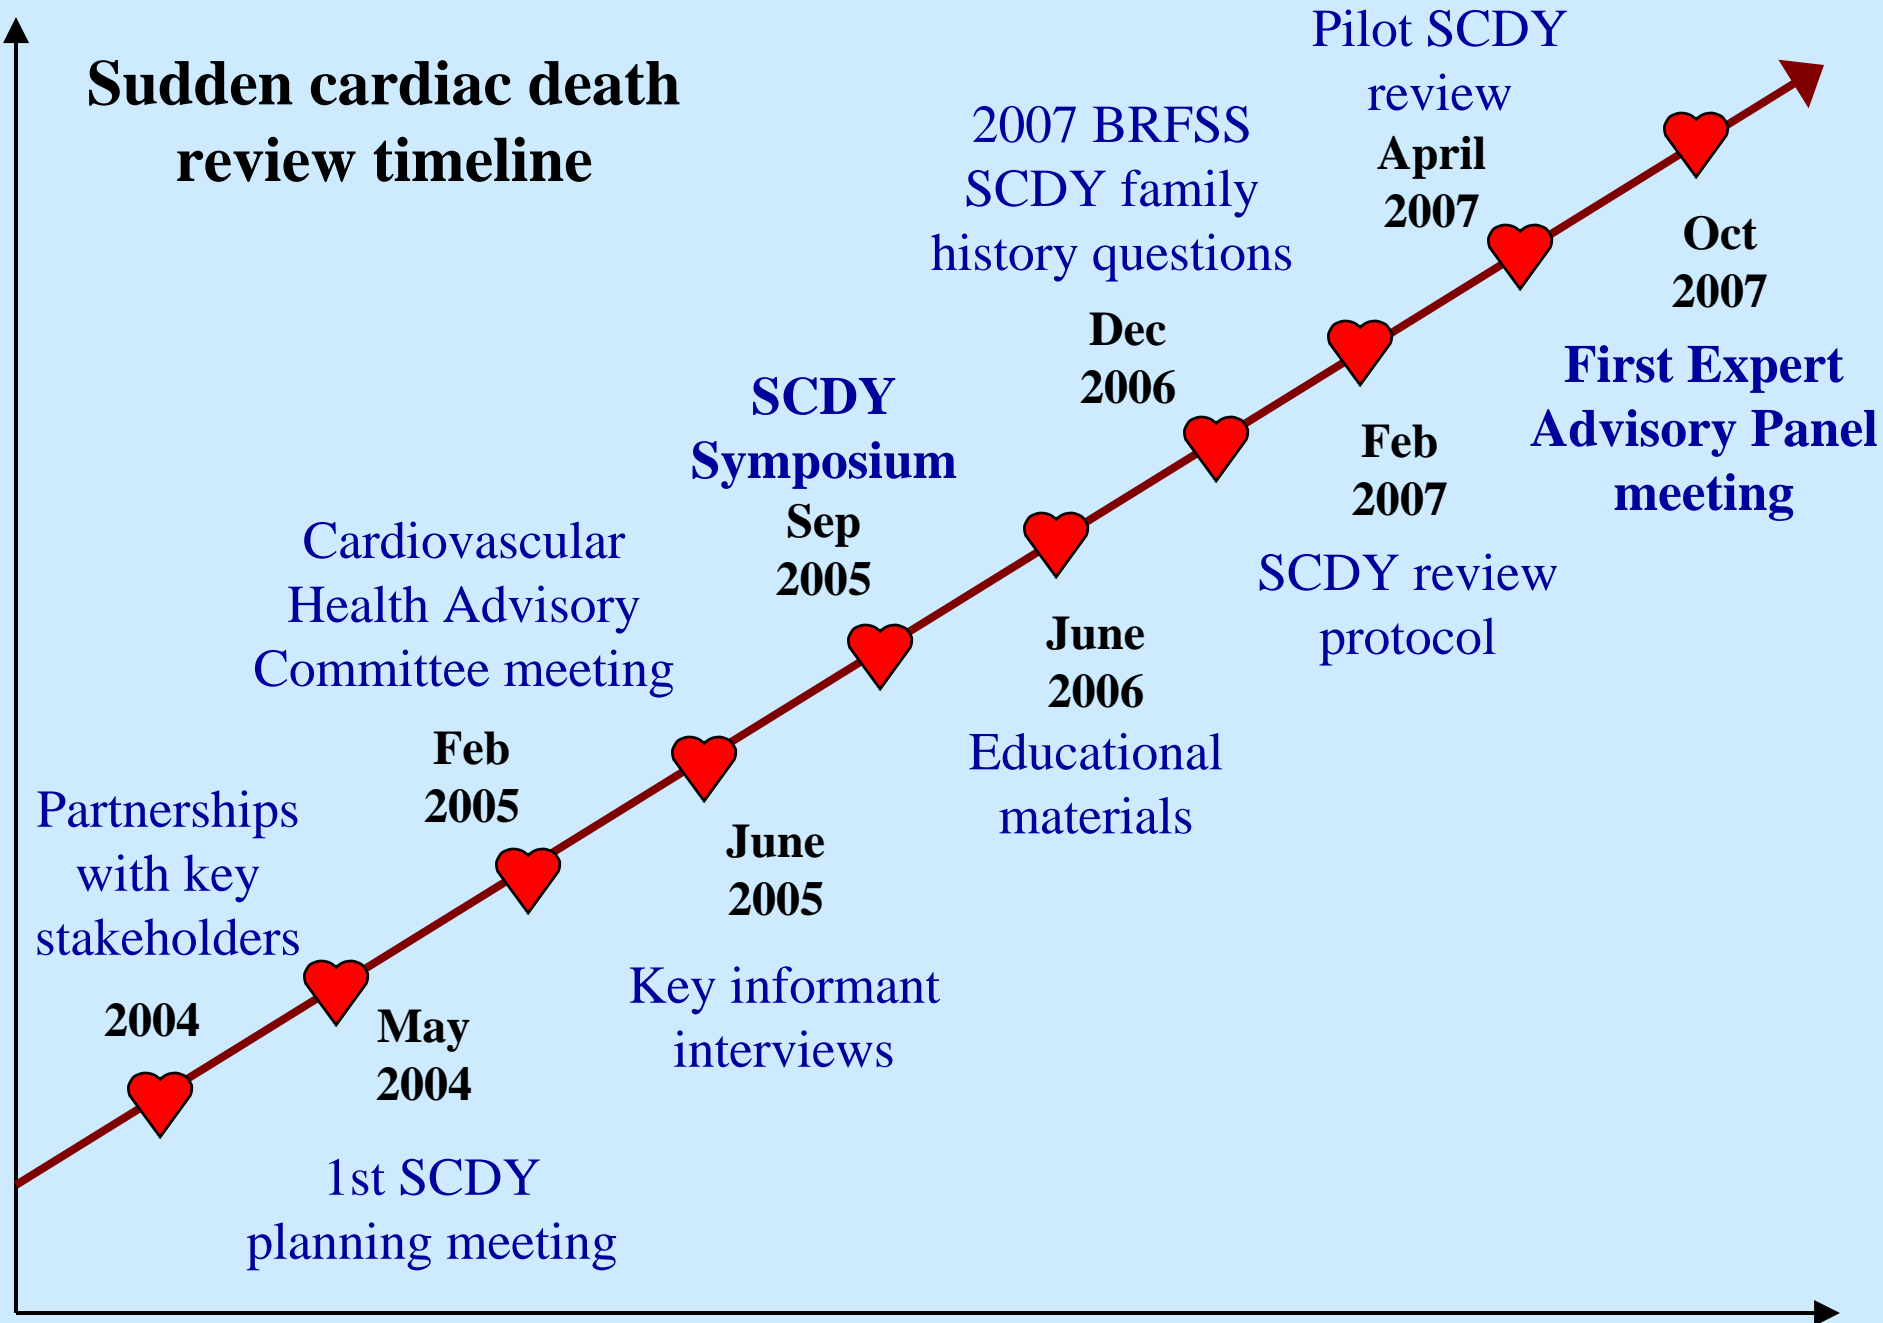 Sudden cardiac death
review timeline
Partnerships
with key
stakeholders
2004
May
2004
1st SCDY
planning meeting
Cardiovascular
Health Advisory
Committee meeting
Feb
2005
June
2005
Key informant
interviews
SCDY
Symposium
Sep
2005
June
2006
Educational
materials
2007 BRFSS
SCDY family
history questions
Dec
2006
Feb
2007
SCDY review
protocol
Pilot SCDY
review
April
2007
Oct
2007
First Expert
Advisory Panel
meeting